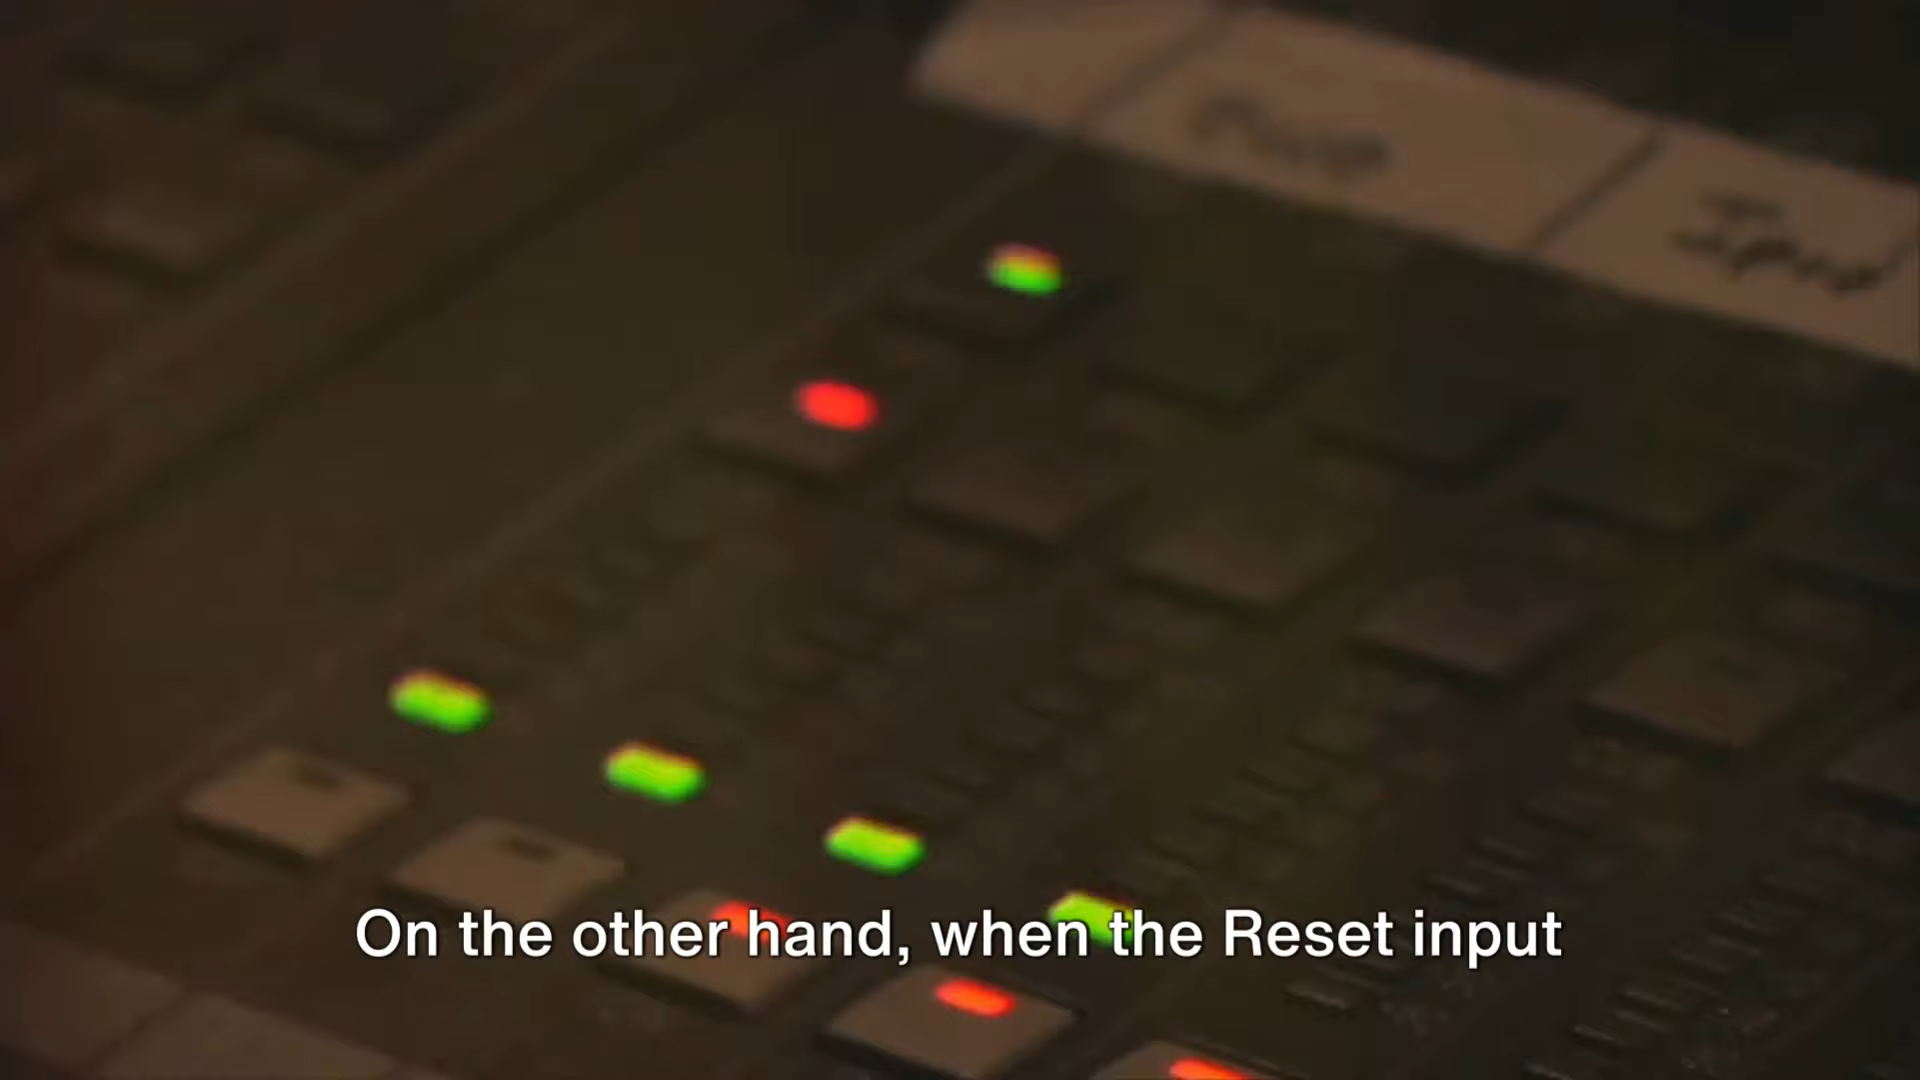 On the other hand, when the Reset input